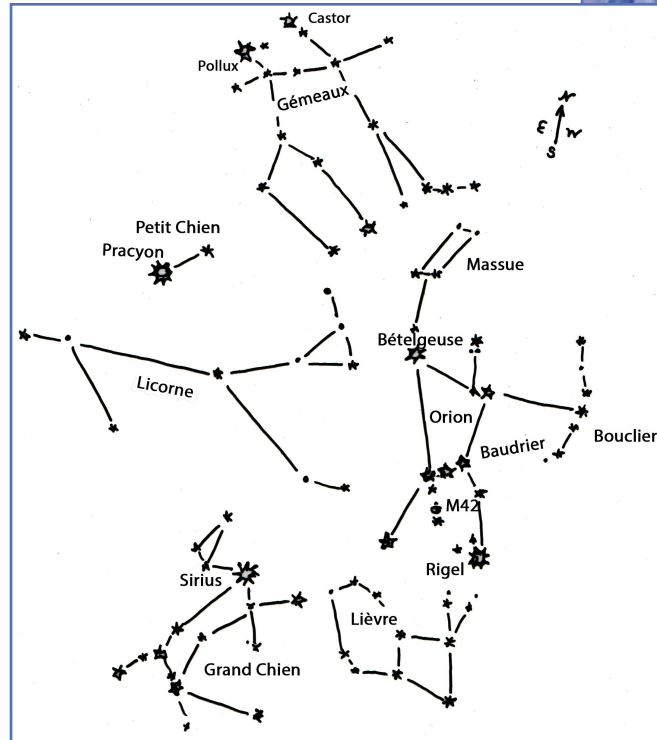 Castor
Pollux
Gémeaux
N
E W
S
Petit Chien
Pracyon
Massue
Bételgeuse
Licorne
Orion
Bouclier
Baudrier
M42
Sirius
Rigel
Lièvre
Grand Chien